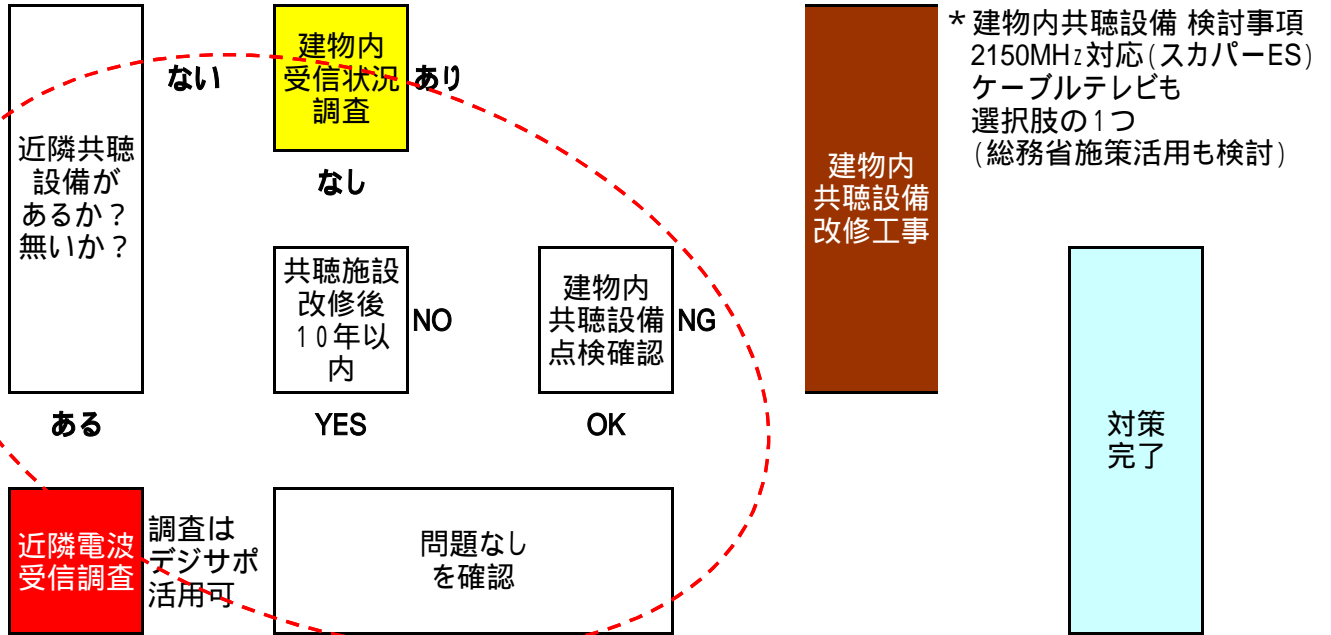 近隣共聴
設備が
あるか？
無いか？
ない
建物内
受信状況
調査
あり
なし
共聴施設
改修後
１０年以
内
NO
建物内
共聴設備
点検確認
NG
建物内
共聴設備
改修工事
*建物内共聴設備 検討事項
2150MHz対応(スカパーES)
ケーブルテレビも
選択肢の1つ
(総務省施策活用も検討)
ある
YES
OK
対策
完了
近隣電波
受信調査
調査は
デジサポ
活用可
問題なし
を確認